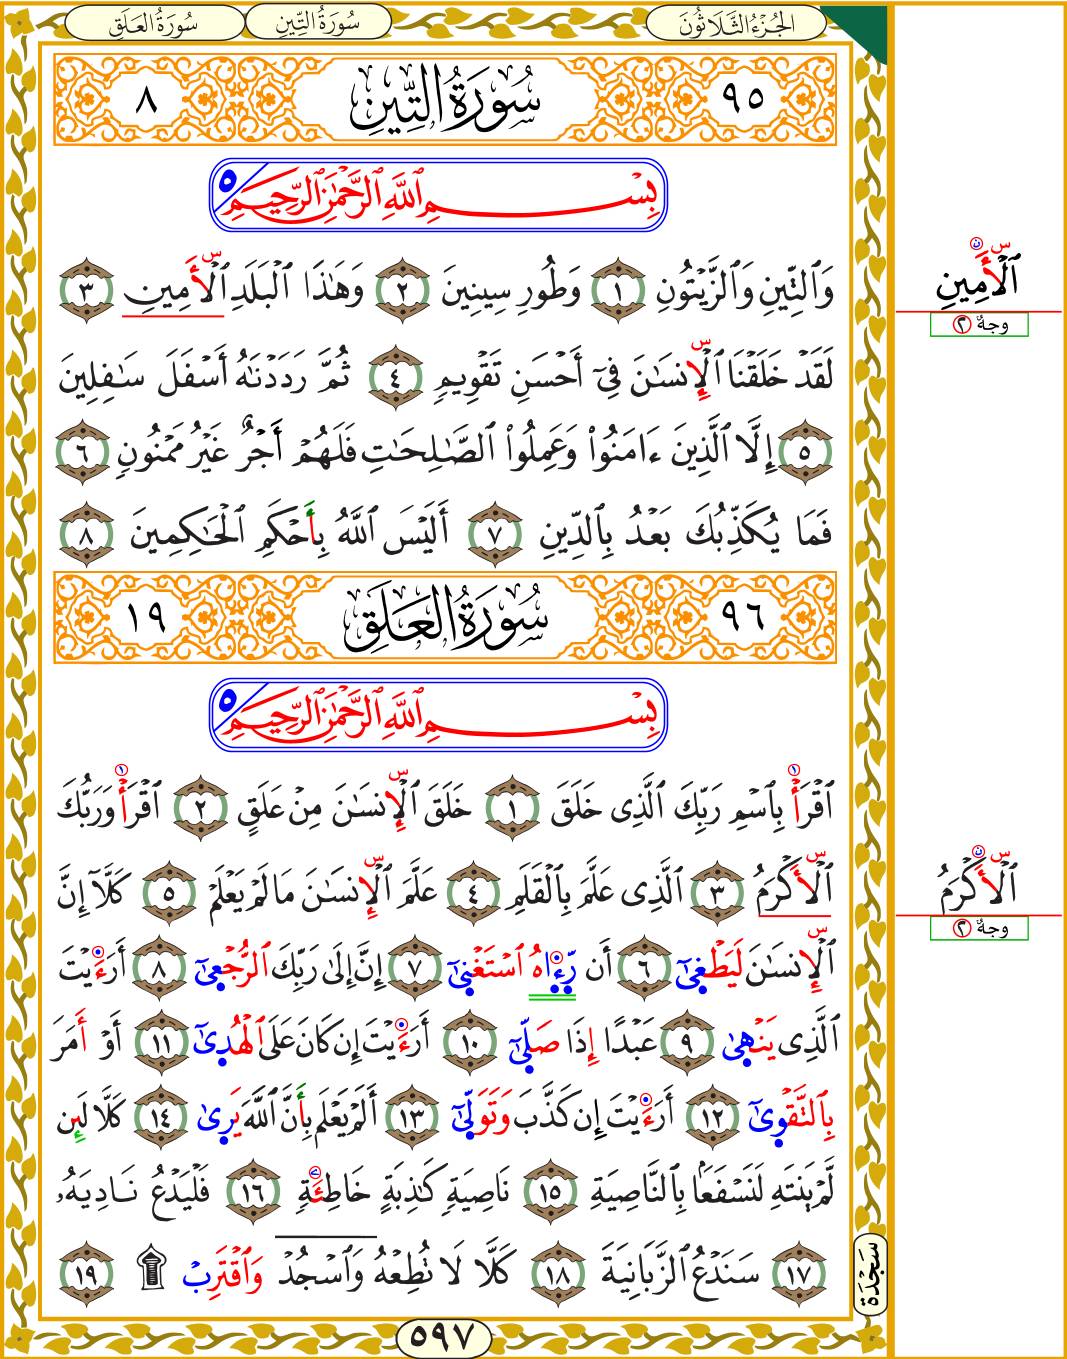 الجُزْءُ الثَّلَاثُونَ سُورَةُ التِّينِ سُورَةُ العَلَقِ
٩٥ سُورَةُ التِّينِ ٨
بِسْمِ ٱللَّهِ ٱلرَّحْمَٰنِ ٱلرَّحِيمِ ٥
وَٱلتِّينِ وَٱلزَّيْتُونِ ١ وَطُورِ سِينِينَ ٢ وَهَٰذَا ٱلْبَلَدِ ٱلْأَمِينِ ٣
ٱلْأَمِينِ
وجهٌ ٢
لَقَدْ خَلَقْنَا ٱلْإِنسَٰنَ فِىٓ أَحْسَنِ تَقْوِيمٍ ٤ ثُمَّ رَدَدْنَٰهُ أَسْفَلَ سَٰفِلِينَ
٥ إِلَّا ٱلَّذِينَ ءَامَنُوا۟ وَعَمِلُوا۟ ٱلصَّٰلِحَٰتِ فَلَهُمْ أَجْرٌ غَيْرُ مَمْنُونٍ ٦
فَمَا يُكَذِّبُكَ بَعْدُ بِٱلدِّينِ ٧ أَلَيْسَ ٱللَّهُ بِأَحْكَمِ ٱلْحَٰكِمِينَ ٨
٩٦ سُورَةُ العَلَقِ ١٩
بِسْمِ ٱللَّهِ ٱلرَّحْمَٰنِ ٱلرَّحِيمِ ٥
ٱقْرَأْ بِٱسْمِ رَبِّكَ ٱلَّذِى خَلَقَ ١ خَلَقَ ٱلْإِنسَٰنَ مِنْ عَلَقٍ ٢ ٱقْرَأْ وَرَبُّكَ
ٱلْأَكْرَمُ ٣ ٱلَّذِى عَلَّمَ بِٱلْقَلَمِ ٤ عَلَّمَ ٱلْإِنسَٰنَ مَا لَمْ يَعْلَمْ ٥ كَلَّآ إِنَّ
ٱلْأَكْرَمُ
وجهٌ ٢
ٱلْإِنسَٰنَ لَيَطْغَىٰٓ ٦ أَن رَّءَاهُ ٱسْتَغْنَىٰٓ ٧ إِنَّ إِلَىٰ رَبِّكَ ٱلرُّجْعَىٰٓ ٨ أَرَءَيْتَ
ٱلَّذِى يَنْهَىٰ ٩ عَبْدًا إِذَا صَلَّىٰٓ ١٠ أَرَءَيْتَ إِن كَانَ عَلَى ٱلْهُدَىٰٓ ١١ أَوْ أَمَرَ
بِٱلتَّقْوَىٰٓ ١٢ أَرَءَيْتَ إِن كَذَّبَ وَتَوَلَّىٰٓ ١٣ أَلَمْ يَعْلَم بِأَنَّ ٱللَّهَ يَرَىٰ ١٤ كَلَّا لَئِن
لَّمْ يَنتَهِ لَنَسْفَعًۢا بِٱلنَّاصِيَةِ ١٥ نَاصِيَةٍ كَٰذِبَةٍ خَاطِئَةٍ ١٦ فَلْيَدْعُ نَادِيَهُۥ
١٧ سَنَدْعُ ٱلزَّبَانِيَةَ ١٨ كَلَّا لَا تُطِعْهُ وَٱسْجُدْ وَٱقْتَرِب ۩ ١٩
سَجْدَة
٥٩٧